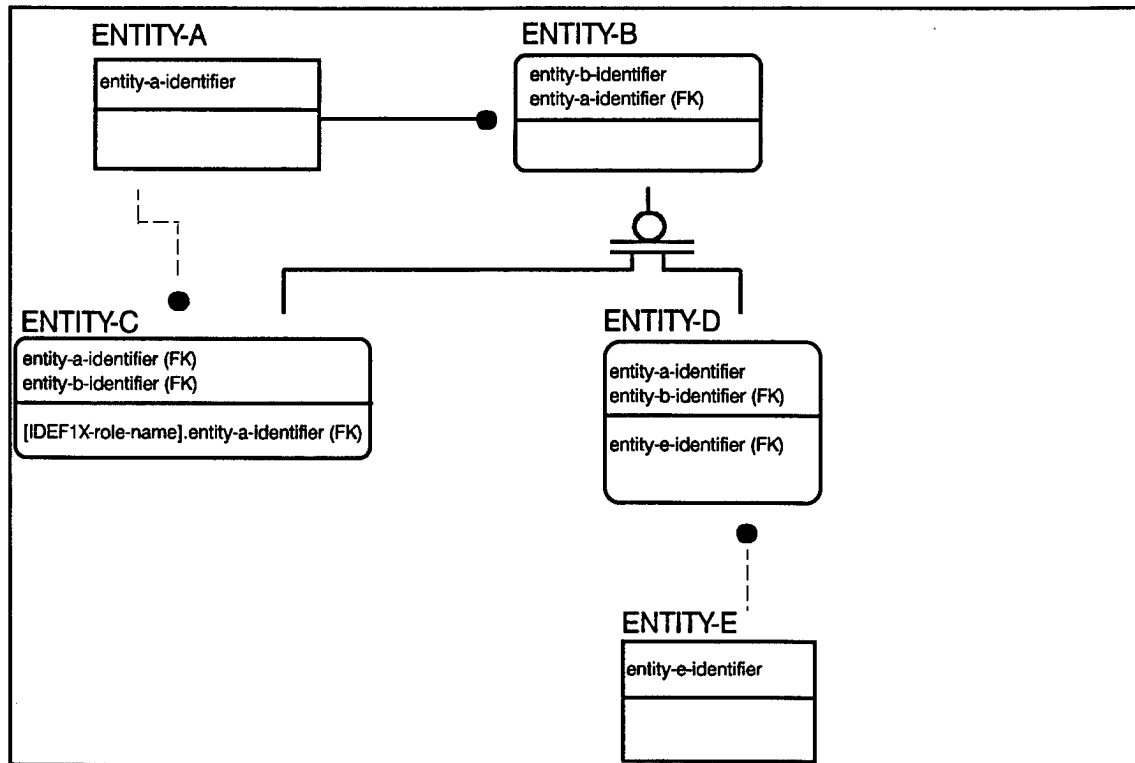 ENTITY-A
entity-a-identifier
ENTITY-B
entity-b-identifier
entity-a-identifier (FK)
ENTITY-C
entity-a-identifier (FK)
entity-b-identifier (FK)
[IDEF1X-role-name].entity-a-identifier (FK)
ENTITY-D
entity-a-identifier
entity-b-identifier (FK)
entity-e-identifier (FK)
ENTITY-E
entity-e-identifier